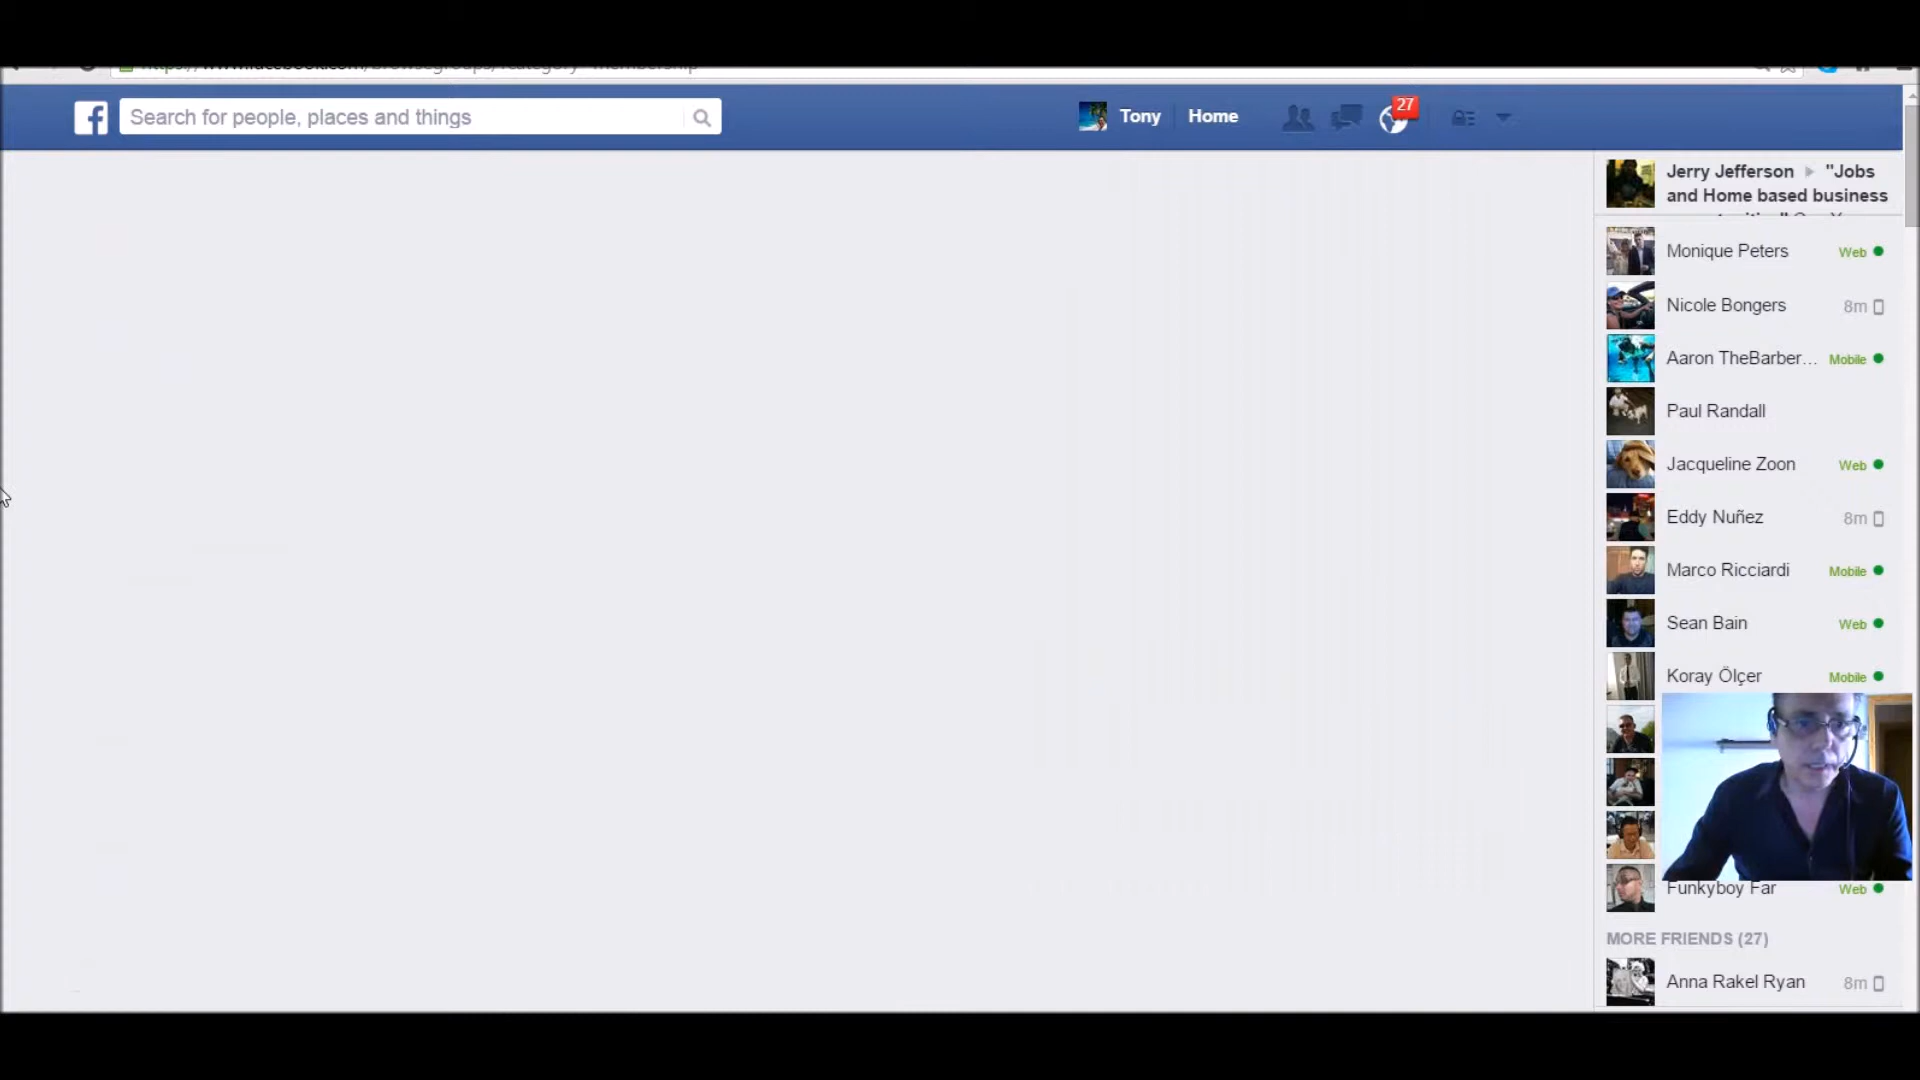 Search for people, places and things
Tony Home 27
Jerry Jefferson "Jobs
and Home based business
Monique Peters Web
Nicole Bongers 8m
Aaron TheBarber... Mobile
Paul Randall
Jacqueline Zoon Web
Eddy Nuñez 8m
Marco Ricciardi Mobile
Sean Bain Web
Koray Ölçer Mobile
Funkyboy Far Web
MORE FRIENDS (27)
Anna Rakel Ryan 8m